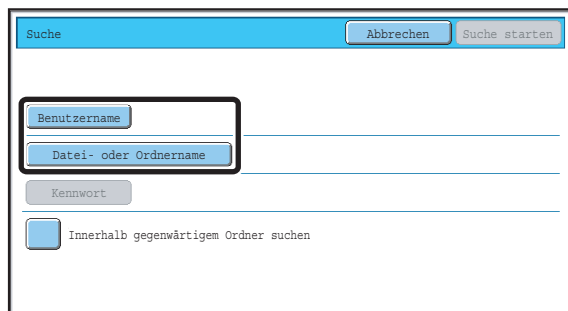 Suche Abbrechen Suche starten
Benutzername
Datei- oder Ordnername
Kennwort
Innerhalb gegenwärtigem Ordner suchen